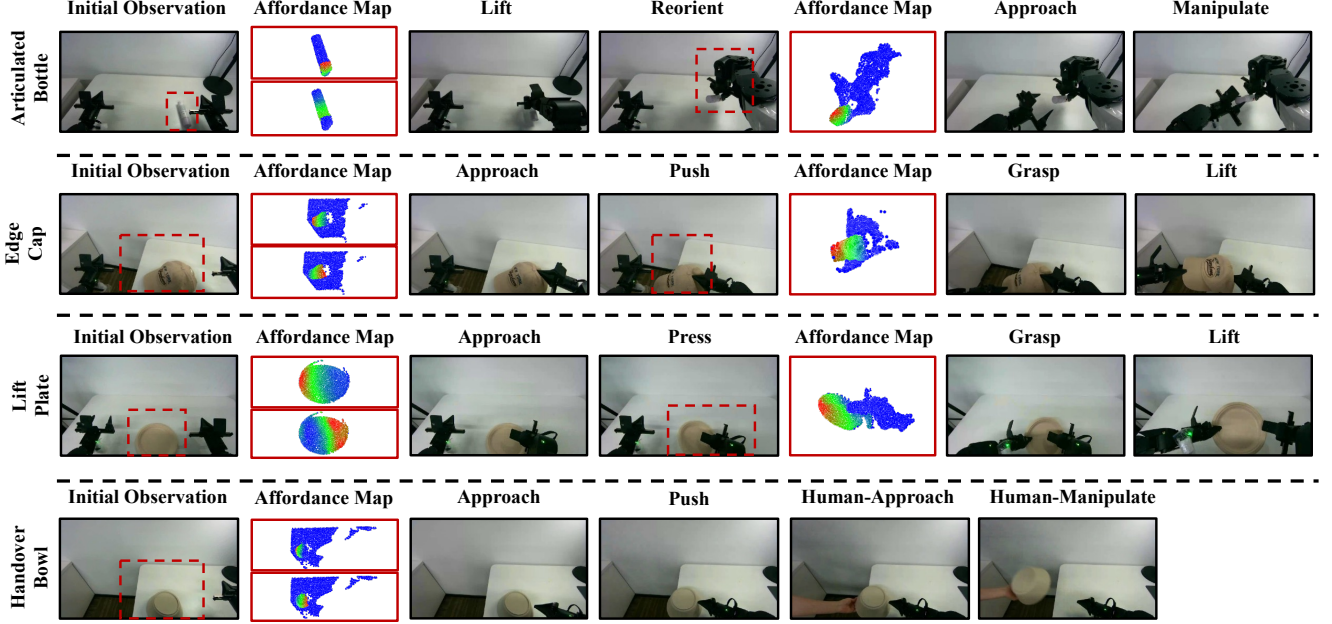 Initial Observation Affordance Map Lift Reorient Affordance Map Approach Manipulate
Articulated
Bottle
Initial Observation Affordance Map Approach Push Affordance Map Grasp Lift
Edge
Cap
Initial Observation Affordance Map Approach Press Affordance Map Grasp Lift
Lift
Plate
Initial Observation Affordance Map Approach Push Human-Approach Human-Manipulate
Handover
Bowl